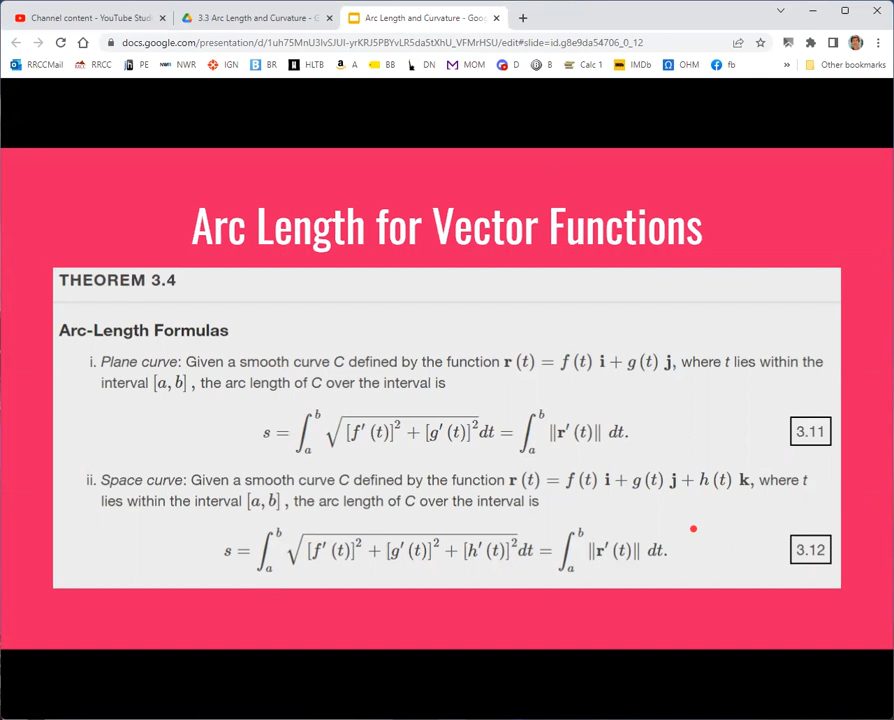 Channel content - YouTube Stud
3.3 Arc Length and Curvature - G
Arc Length and Curvature - Goog
docs.google.com/presentation/d/1uh75MnU3lvSJUl-yrKRJ5PBYvLR5da5tXhU_VFMrHSU/edit#slide=id.g8e9da54706_0_12
RRCCMail RRCC PE NWR IGN BR HLTB A BB DN MOM D B Calc 1 IMDb OHM fb » Other bookmarks
Arc Length for Vector Functions
THEOREM 3.4
Arc-Length Formulas
i. Plane curve: Given a smooth curve C defined by the function r (t) = f (t) i + g (t) j, where t lies within the
interval [a, b] , the arc length of C over the interval is
s = ∫_a^b √([f′ (t)]² + [g′ (t)]²) dt = ∫_a^b ‖r′ (t)‖ dt.
3.11
ii. Space curve: Given a smooth curve C defined by the function r (t) = f (t) i + g (t) j + h (t) k, where t
lies within the interval [a, b] , the arc length of C over the interval is
s = ∫_a^b √([f′ (t)]² + [g′ (t)]² + [h′ (t)]²) dt = ∫_a^b ‖r′ (t)‖ dt.
3.12